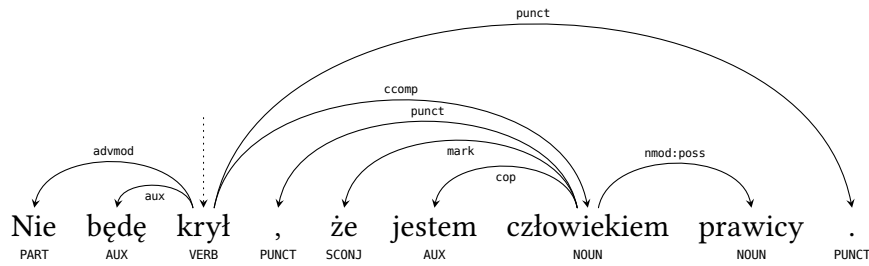 punct
ccomp
punct
advmod mark nmod:poss
aux cop
Nie będę krył , że jestem człowiekiem prawicy .
PART AUX VERB PUNCT SCONJ AUX NOUN NOUN PUNCT